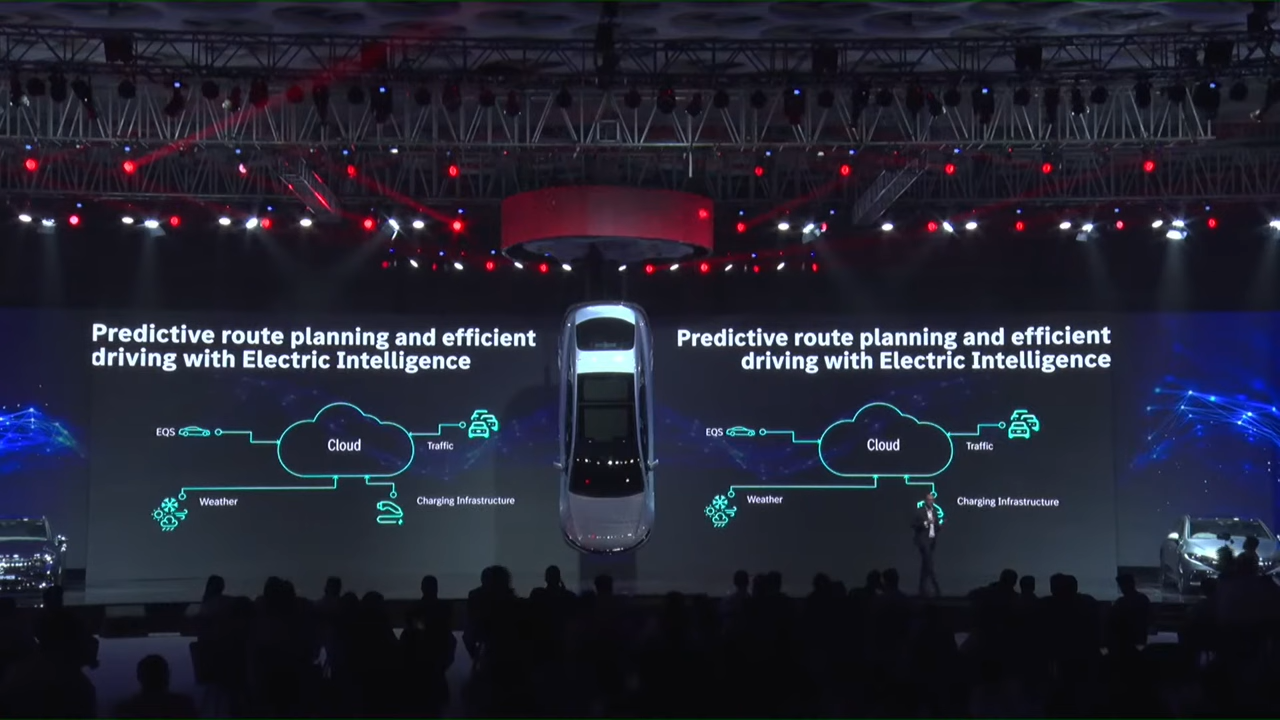 Predictive route planning and efficient
driving with Electric Intelligence
EQS
Cloud
Traffic
Weather
Charging Infrastructure
Predictive route planning and efficient
driving with Electric Intelligence
EQS
Cloud
Traffic
Weather
Charging Infrastructure